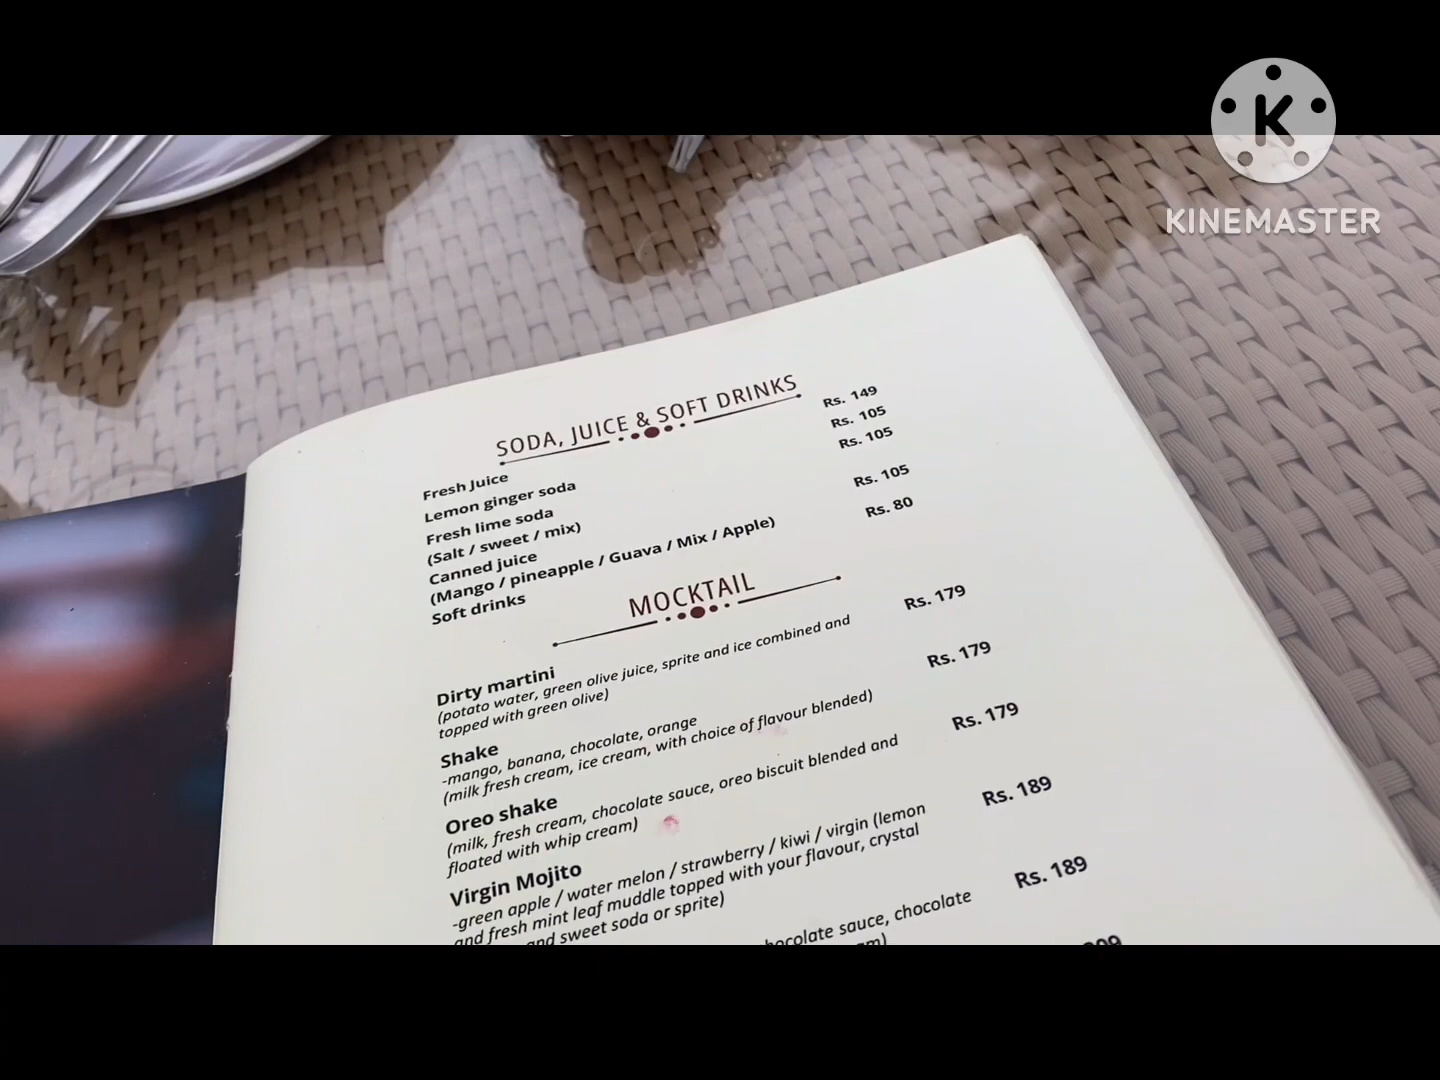 KINEMASTER
SODA, JUICE & SOFT DRINKS
Fresh Juice Rs. 149
Lemon ginger soda Rs. 105
Fresh lime soda Rs. 105
(Salt / sweet / mix)
Canned juice Rs. 105
(Mango / pineapple / Guava / Mix / Apple)
Soft drinks Rs. 80
MOCKTAIL
Dirty martini Rs. 179
(potato water, green olive juice, sprite and ice combined and
topped with green olive)
Shake Rs. 179
-mango, banana, chocolate, orange
(milk fresh cream, ice cream, with choice of flavour blended)
Oreo shake Rs. 179
(milk, fresh cream, chocolate sauce, oreo biscuit blended and
floated with whip cream)
Virgin Mojito Rs. 189
-green apple / water melon / strawberry / kiwi / virgin (lemon
and fresh mint leaf muddle topped with your flavour, crystal
and sweet soda or sprite)
Rs. 189
sauce, chocolate